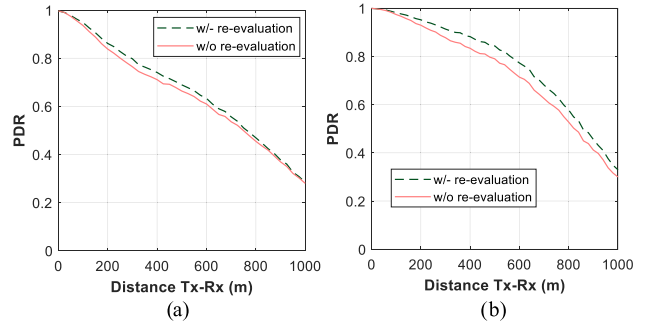 1
0.8
0.6
0.4
0.2
0
PDR
w/- re-evaluation
w/o re-evaluation
0 200 400 600 800 1000
Distance Tx-Rx (m)
(a)
1
0.8
0.6
0.4
0.2
0
PDR
w/- re-evaluation
w/o re-evaluation
0 200 400 600 800 1000
Distance Tx-Rx (m)
(b)